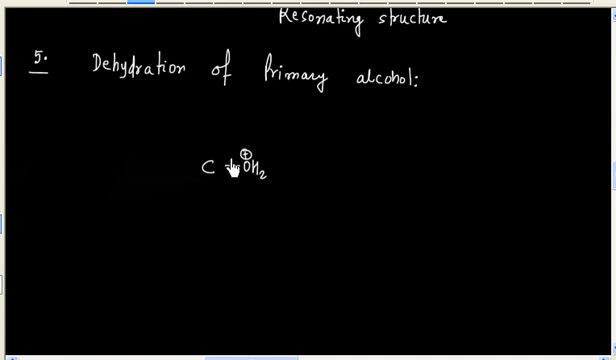 Resonating structure
5. Dehydration of Primary alcohol:
⊕
C - OH₂